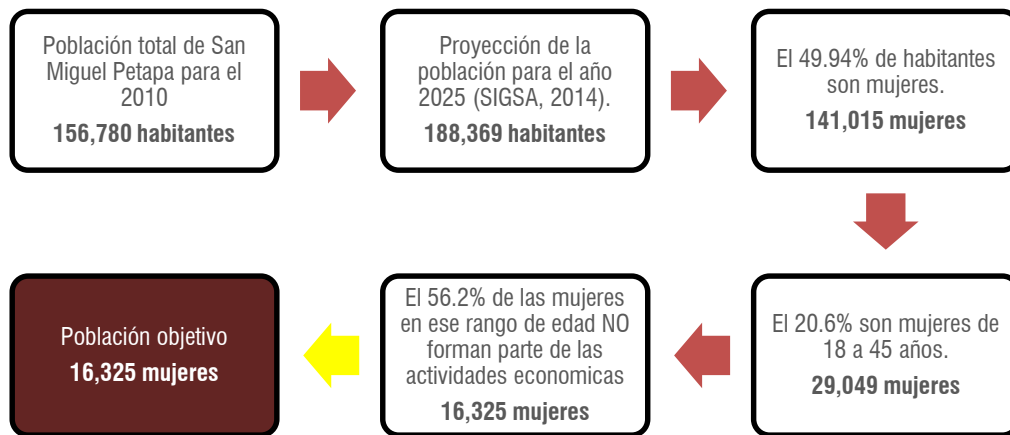 Población total de San
Miguel Petapa para el
2010
156,780 habitantes
Proyección de la
población para el año
2025 (SIGSA, 2014).
188,369 habitantes
El 49.94% de habitantes
son mujeres.
141,015 mujeres
El 20.6% son mujeres de
18 a 45 años.
29,049 mujeres
El 56.2% de las mujeres
en ese rango de edad NO
forman parte de las
actividades economicas
16,325 mujeres
Población objetivo
16,325 mujeres